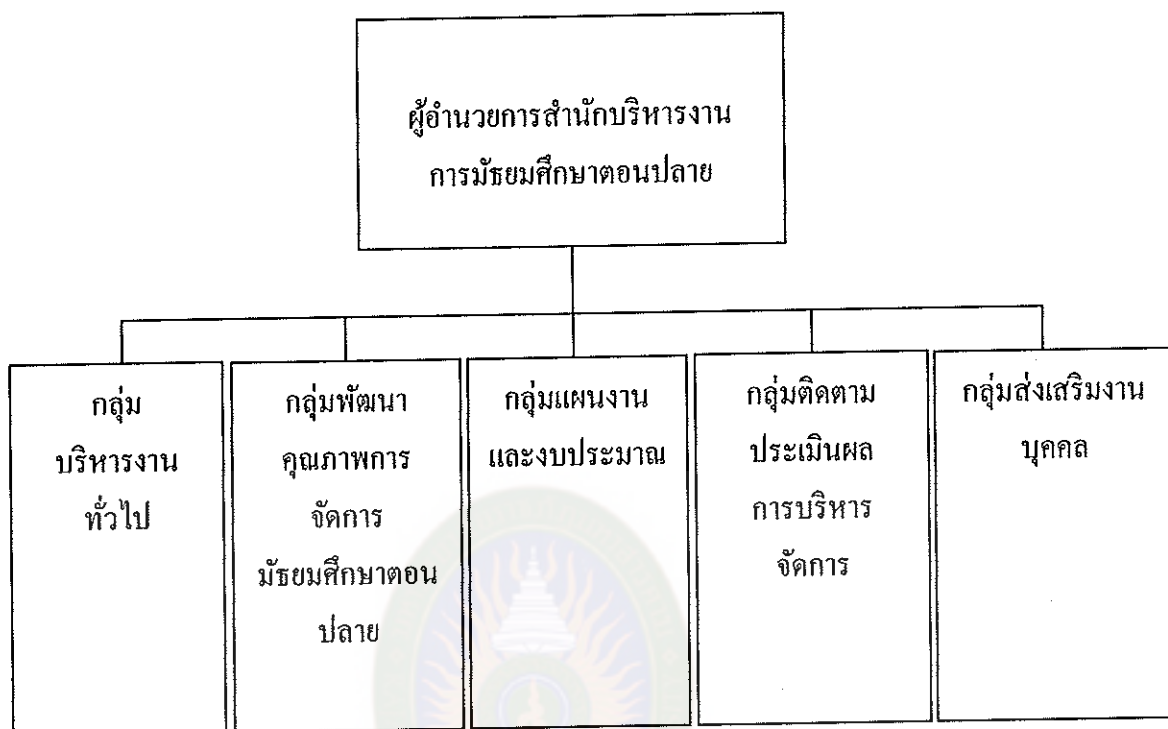 ผู้อำนวยการสำนักบริหารงาน
การมัธยมศึกษาตอนปลาย
กลุ่ม
บริหารงาน
ทั่วไป
กลุ่มพัฒนา
คุณภาพการ
จัดการ
มัธยมศึกษาตอน
ปลาย
กลุ่มแผนงาน
และงบประมาณ
กลุ่มติดตาม
ประเมินผล
การบริหาร
จัดการ
กลุ่มส่งเสริมงาน
บุคคล